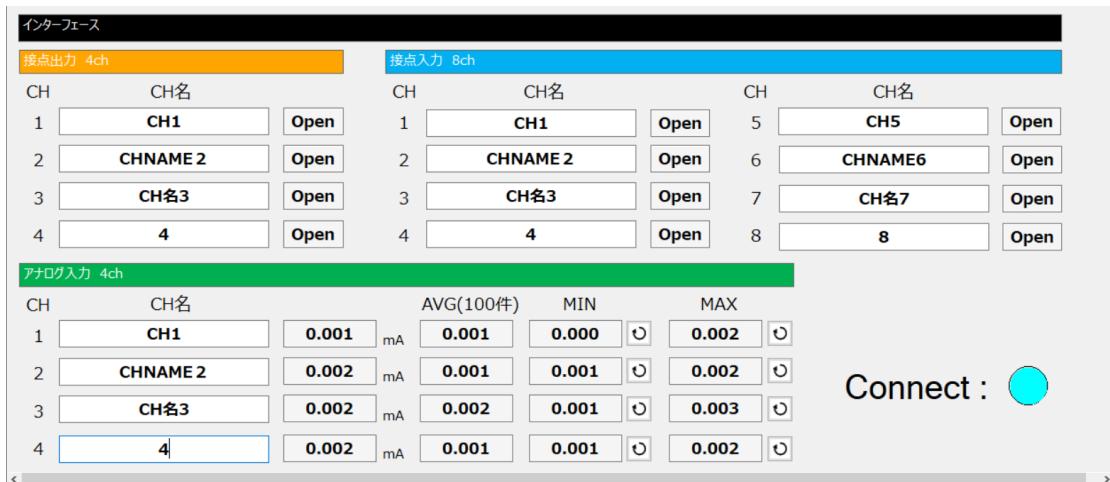 インターフェース
接点出力 4ch
接点入力 8ch
CH CH名
CH CH名 CH CH名
1 CH1 Open
1 CH1 Open 5 CH5 Open
2 CHNAME 2 Open
2 CHNAME 2 Open 6 CHNAME6 Open
3 CH名3 Open
3 CH名3 Open 7 CH名7 Open
4 4 Open
4 4 Open 8 8 Open
アナログ入力 4ch
CH CH名 AVG(100件) MIN MAX
1 CH1 0.001 mA 0.001 0.000 0.002
2 CHNAME 2 0.002 mA 0.001 0.001 0.002
3 CH名3 0.002 mA 0.002 0.001 0.003
4 4 0.002 mA 0.001 0.001 0.002
Connect :